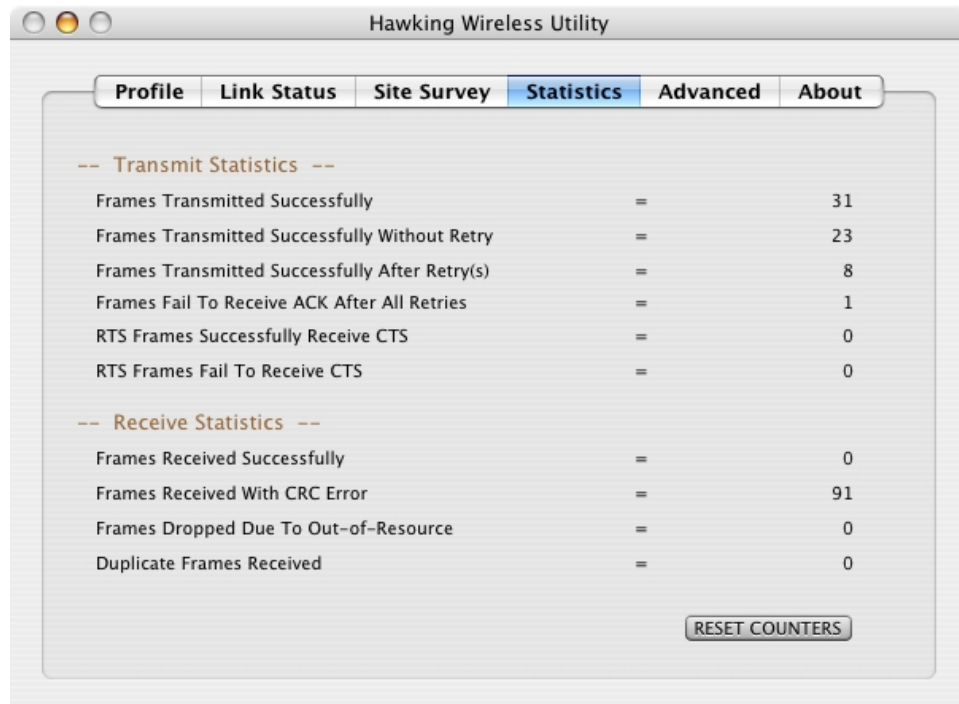 Hawking Wireless Utility
Profile Link Status Site Survey Statistics Advanced About
-- Transmit Statistics --
Frames Transmitted Successfully = 31
Frames Transmitted Successfully Without Retry = 23
Frames Transmitted Successfully After Retry(s) = 8
Frames Fail To Receive ACK After All Retries = 1
RTS Frames Successfully Receive CTS = 0
RTS Frames Fail To Receive CTS = 0
-- Receive Statistics --
Frames Received Successfully = 0
Frames Received With CRC Error = 91
Frames Dropped Due To Out-of-Resource = 0
Duplicate Frames Received = 0
RESET COUNTERS